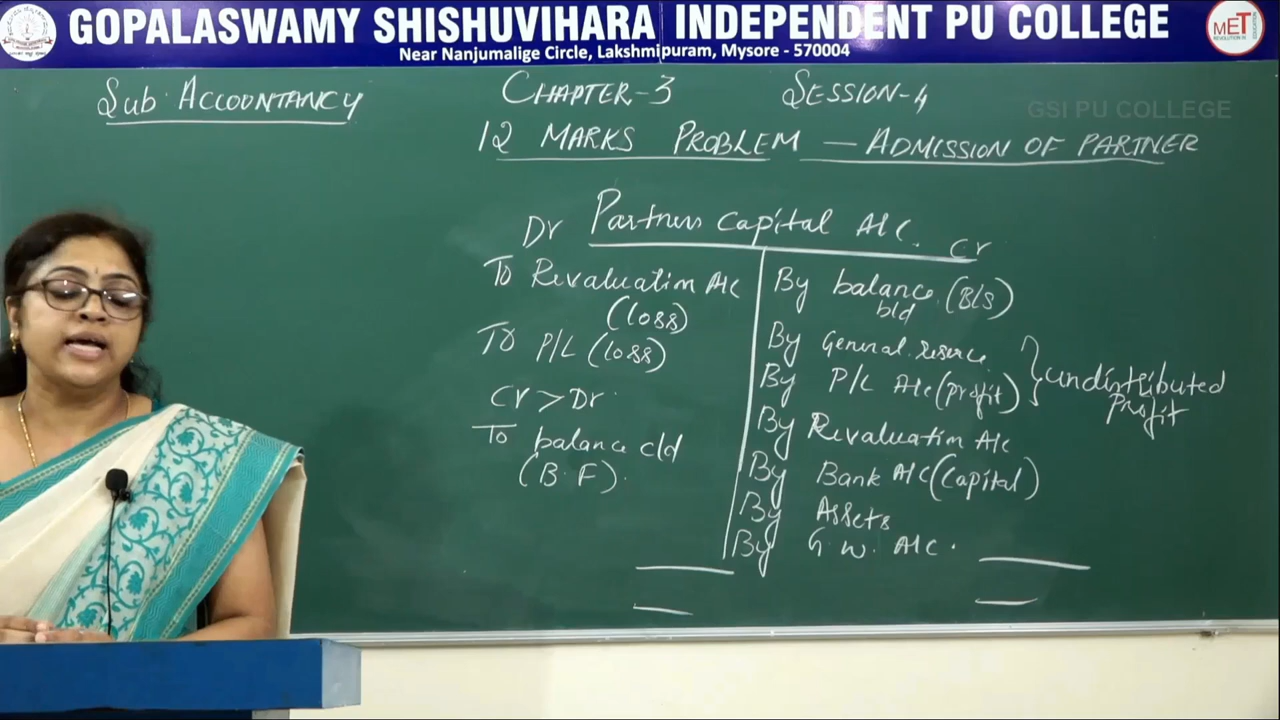 GOPALASWAMY SHISHUVIHARA INDEPENDENT PU COLLEGE
Near Nanjumalige Circle, Lakshmipuram, Mysore - 570004
MET
Sub. ACCOUNTANCY
CHAPTER-3 SESSION-4
GSI PU COLLEGE
12 MARKS PROBLEM — ADMISSION OF PARTNER
Dr Partners Capital A/C. Cr
To Revaluation A/C
(loss)
To P/L (loss)
Cr > Dr
To balance c/d
(B.F).
By balance (B/S)
b/d
By General reserve
By P/L A/c (Profit) } undistributed
Profit
By Revaluation A/c
By Bank A/C (Capital)
By Assets
By G.W. A/C.